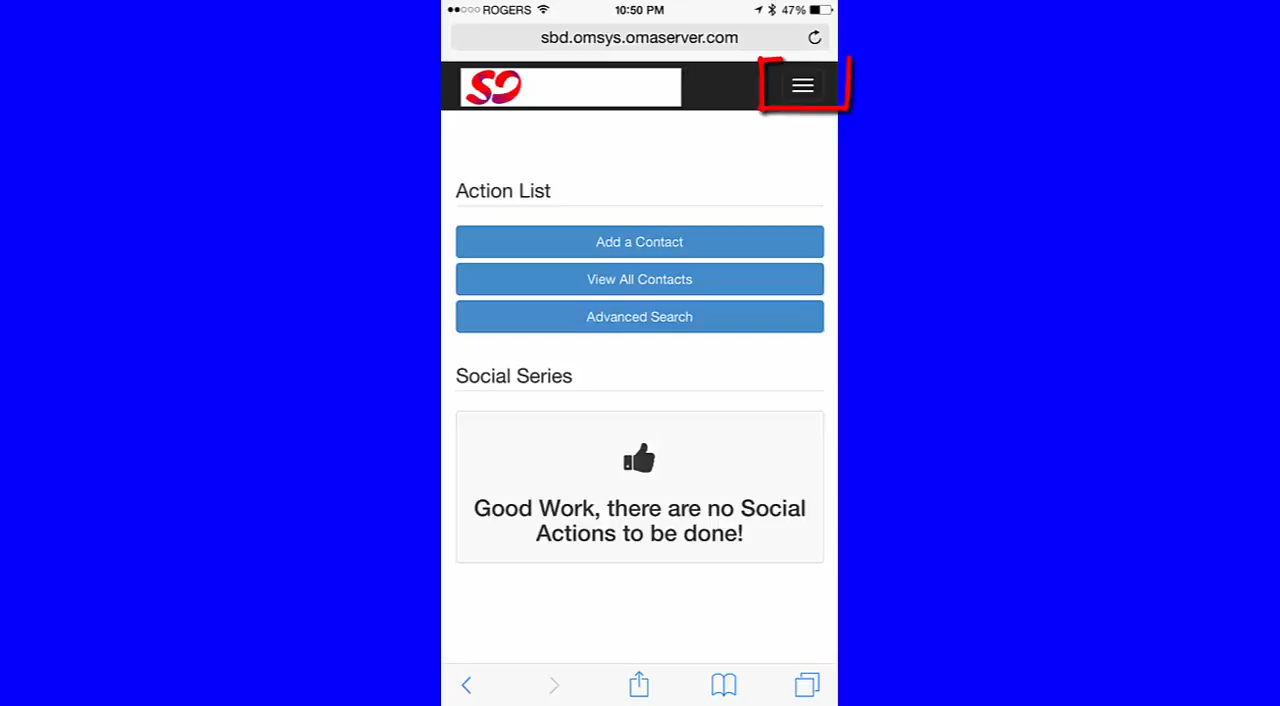 ROGERS 10:50 PM 47%
sbd.omsys.omaserver.com
Action List
Add a Contact
View All Contacts
Advanced Search
Social Series
Good Work, there are no Social
Actions to be done!